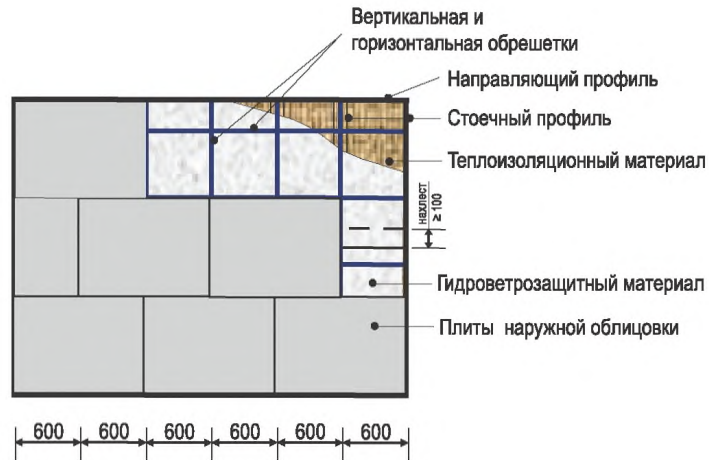 Вертикальная и
горизонтальная обрешетки
Направляющий профиль
Стоечный профиль
Теплоизоляционный материал
нахлест
≥ 100
Гидроветрозащитный материал
Плиты наружной облицовки
600 600 600 600 600 600